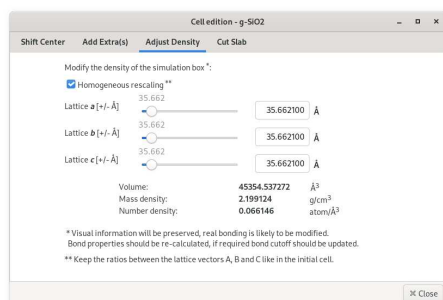 Cell edition - g-SiO2
Shift Center Add Extra(s) Adjust Density Cut Slab
Modify the density of the simulation box *:
Homogeneous rescaling **
35.662
Lattice a [+/- Å] 35.662100 Å
35.662
Lattice b [+/- Å] 35.662100 Å
35.662
Lattice c [+/- Å] 35.662100 Å
Volume: 45354.537272 Å3
Mass density: 2.199124 g/cm3
Number density: 0.066146 atom/Å3
* Visual information will be preserved, real bonding is likely to be modified.
Bond properties should be re-calculated, if required bond cutoff should be updated.
** Keep the ratios between the lattice vectors A, B and C like in the initial cell.
Close